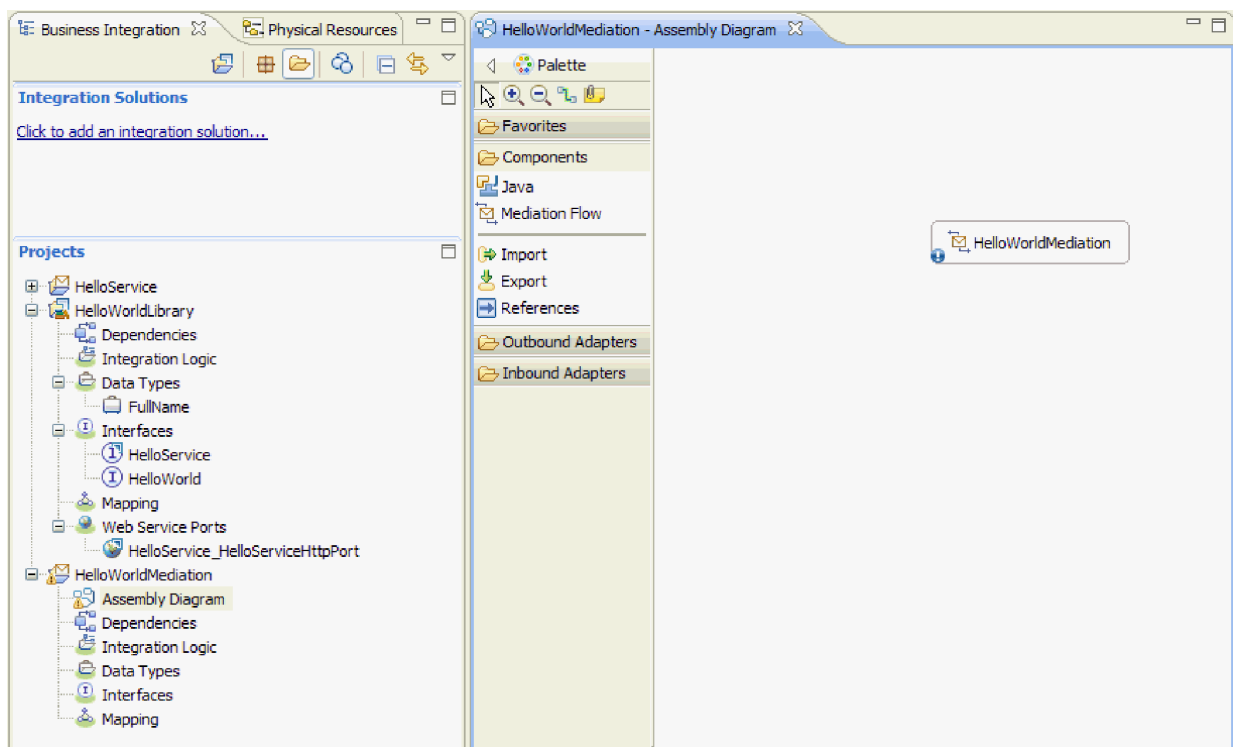 Business Integration
Physical Resources
Integration Solutions
Click to add an integration solution...
Projects
HelloService
HelloWorldLibrary
Dependencies
Integration Logic
Data Types
FullName
Interfaces
HelloService
HelloWorld
Mapping
Web Service Ports
HelloService_HelloServiceHttpPort
HelloWorldMediation
Assembly Diagram
Dependencies
Integration Logic
Data Types
Interfaces
Mapping
HelloWorldMediation - Assembly Diagram
Palette
Favorites
Components
Java
Mediation Flow
Import
Export
References
Outbound Adapters
Inbound Adapters
HelloWorldMediation